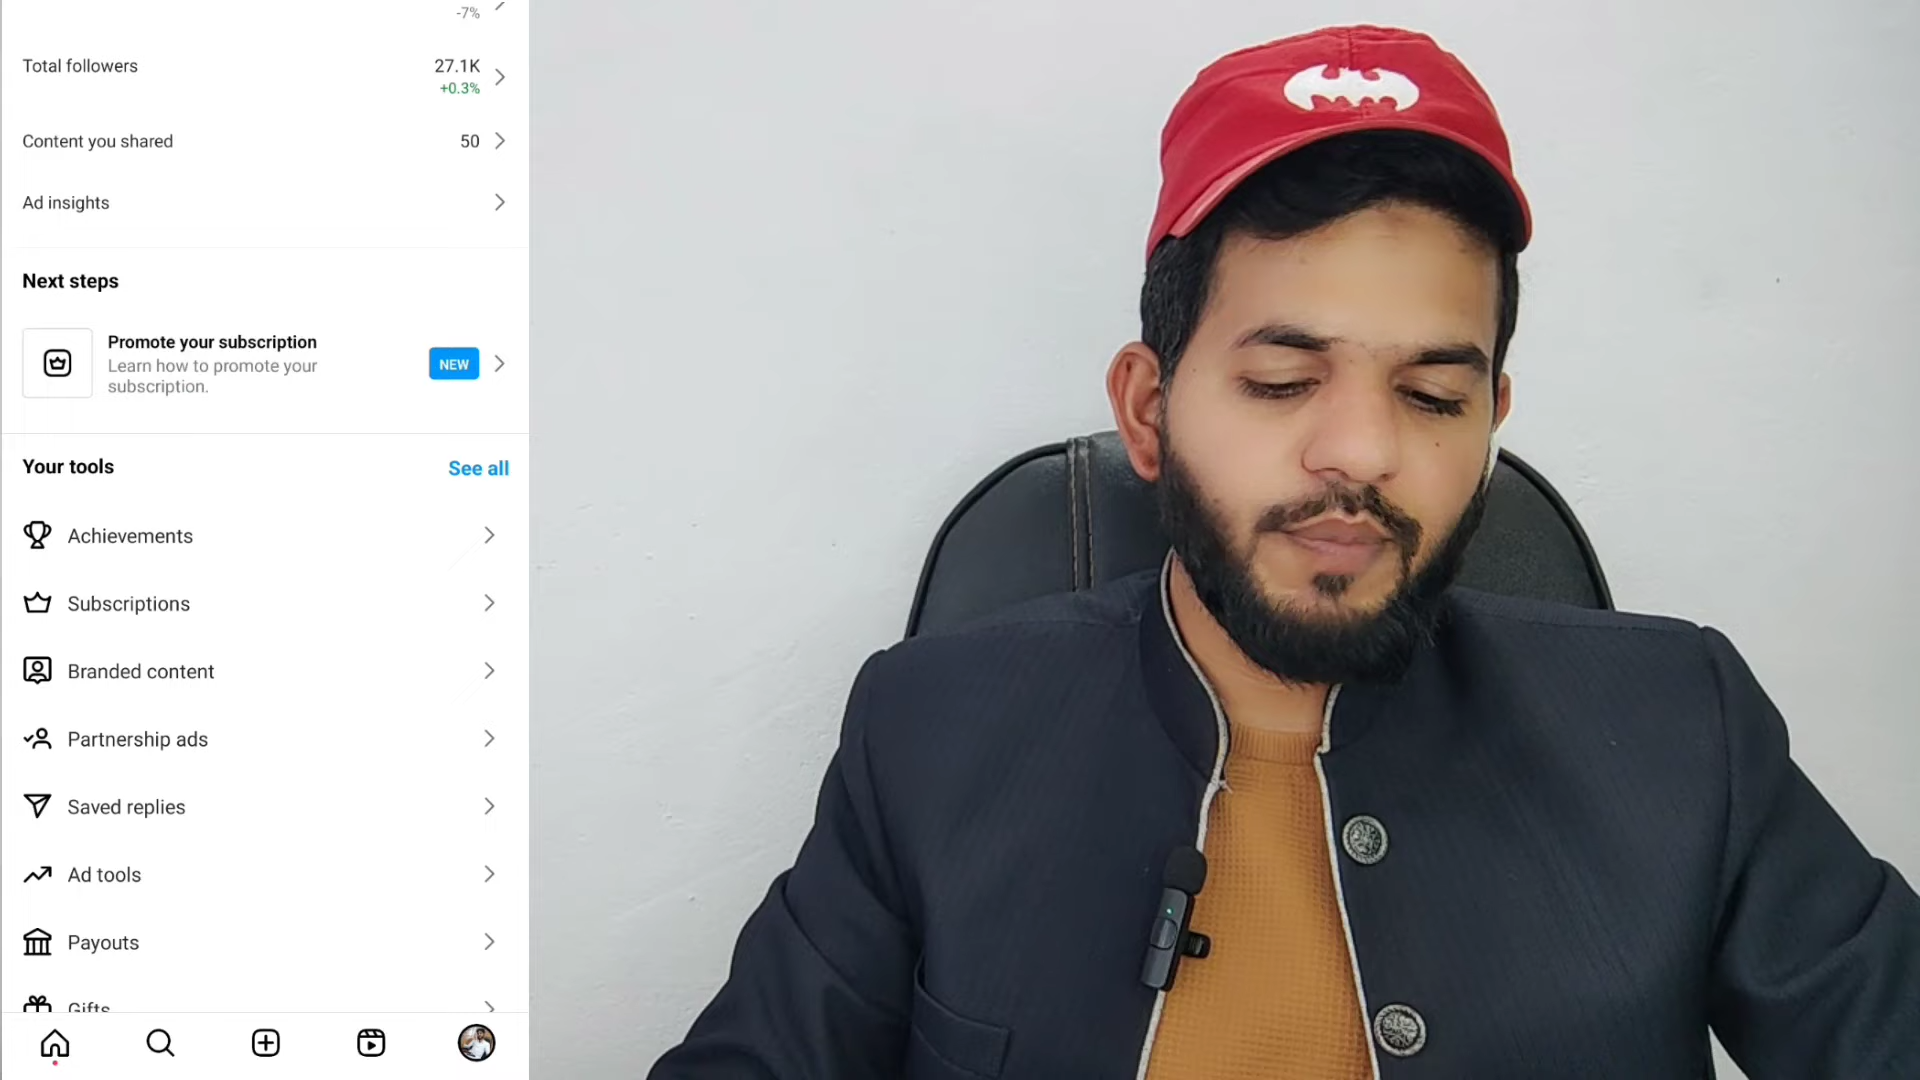 -7%
Total followers 27.1K
+0.3%
Content you shared 50
Ad insights
Next steps
Promote your subscription
Learn how to promote your
subscription.
NEW
Your tools See all
Achievements
Subscriptions
Branded content
Partnership ads
Saved replies
Ad tools
Payouts
Gifts